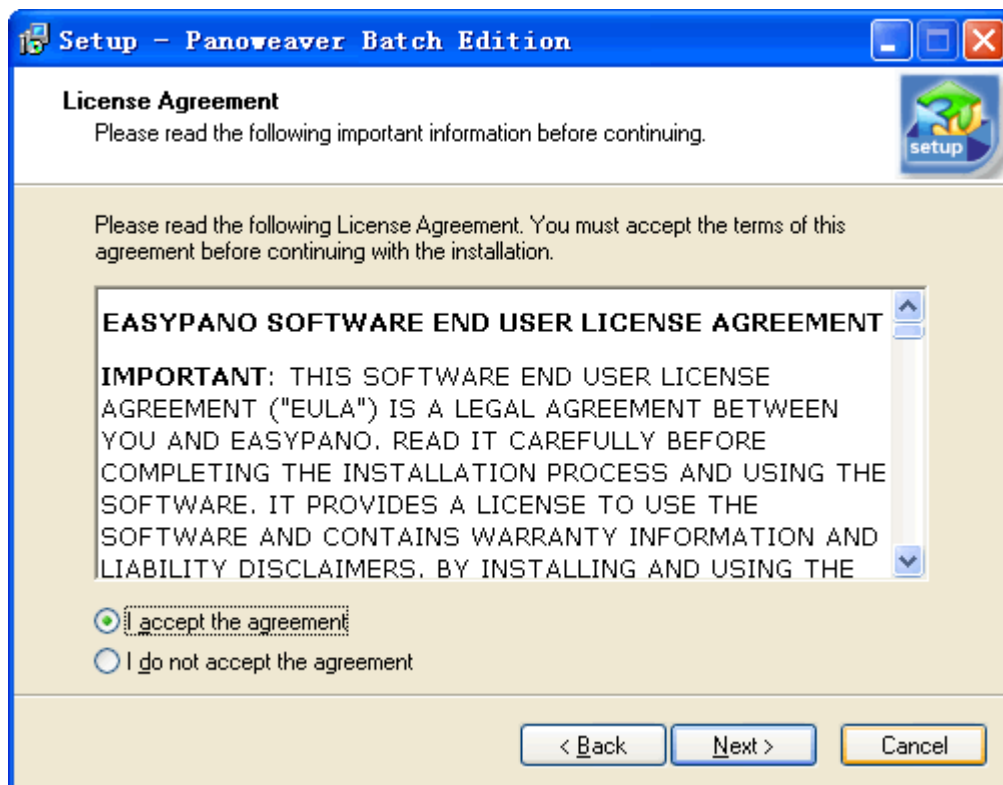 Setup - Panoweaver Batch Edition
License Agreement
Please read the following important information before continuing.
setup
Please read the following License Agreement. You must accept the terms of this
agreement before continuing with the installation.
EASYPANO SOFTWARE END USER LICENSE AGREEMENT
IMPORTANT: THIS SOFTWARE END USER LICENSE
AGREEMENT ("EULA") IS A LEGAL AGREEMENT BETWEEN
YOU AND EASYPANO. READ IT CAREFULLY BEFORE
COMPLETING THE INSTALLATION PROCESS AND USING THE
SOFTWARE. IT PROVIDES A LICENSE TO USE THE
SOFTWARE AND CONTAINS WARRANTY INFORMATION AND
LIABILITY DISCLAIMERS. BY INSTALLING AND USING THE
I accept the agreement
I do not accept the agreement
< Back Next > Cancel